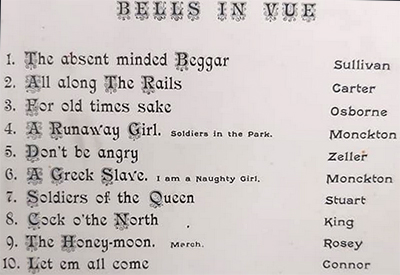 BELLS IN VUE
1. The absent minded Beggar Sullivan
2. All along The Rails Carter
3. For old times sake Osborne
4. A Runaway Girl. Soldiers in the Park. Monckton
5. Don't be angry Zeller
6. A Greek Slave. I am a Naughty Girl. Monckton
7. Soldiers of the Queen Stuart
8. Cock o'the North King
9. The Honey-moon. March. Rosey
10. Let em all come Connor